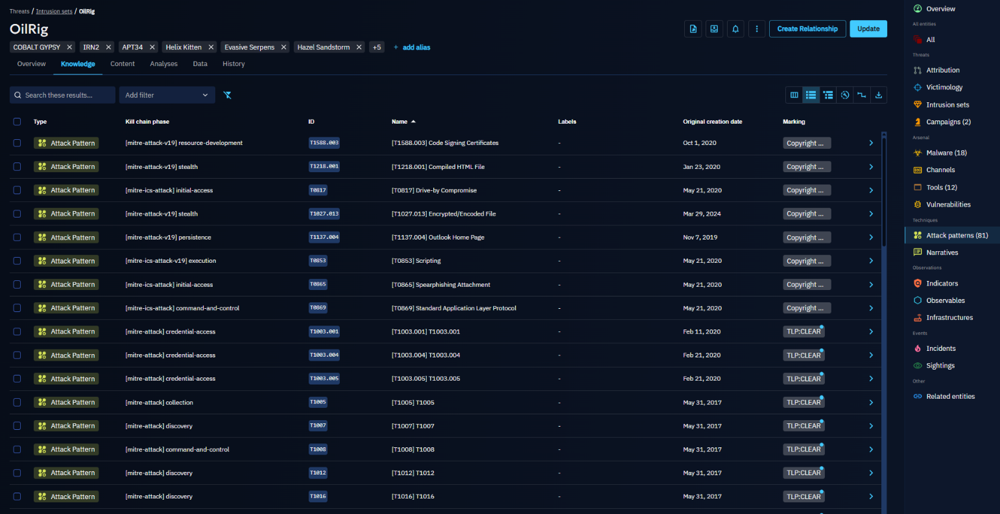 Threats / Intrusion sets / OilRig
OilRig
Create Relationship Update
COBALT GYPSY IRN2 APT34 Helix Kitten Evasive Serpens Hazel Sandstorm +5 + add alias
Overview Knowledge Content Analyses Data History
Search these results... Add filter
Type Kill chain phase ID Name Labels Original creation date Marking
Attack Pattern [mitre-attack-v19] resource-development T1588.003 [T1588.003] Code Signing Certificates - Oct 1, 2020 Copyright ...
Attack Pattern [mitre-attack-v19] stealth T1218.001 [T1218.001] Compiled HTML File - Jan 23, 2020 Copyright ...
Attack Pattern [mitre-ics-attack] initial-access T0817 [T0817] Drive-by Compromise - May 21, 2020 Copyright ...
Attack Pattern [mitre-attack-v19] stealth T1027.013 [T1027.013] Encrypted/Encoded File - Mar 29, 2024 Copyright ...
Attack Pattern [mitre-attack-v19] persistence T1137.004 [T1137.004] Outlook Home Page - Nov 7, 2019 Copyright ...
Attack Pattern [mitre-ics-attack-v19] execution T0853 [T0853] Scripting - May 21, 2020 Copyright ...
Attack Pattern [mitre-ics-attack] initial-access T0865 [T0865] Spearphishing Attachment - May 21, 2020 Copyright ...
Attack Pattern [mitre-ics-attack] command-and-control T0869 [T0869] Standard Application Layer Protocol - May 21, 2020 Copyright ...
Attack Pattern [mitre-attack] credential-access T1003.001 [T1003.001] T1003.001 - Feb 11, 2020 TLP:CLEAR
Attack Pattern [mitre-attack] credential-access T1003.004 [T1003.004] T1003.004 - Feb 21, 2020 TLP:CLEAR
Attack Pattern [mitre-attack] credential-access T1003.005 [T1003.005] T1003.005 - Feb 21, 2020 TLP:CLEAR
Attack Pattern [mitre-attack] collection T1005 [T1005] T1005 - May 31, 2017 TLP:CLEAR
Attack Pattern [mitre-attack] discovery T1007 [T1007] T1007 - May 31, 2017 TLP:CLEAR
Attack Pattern [mitre-attack] command-and-control T1008 [T1008] T1008 - May 31, 2017 TLP:CLEAR
Attack Pattern [mitre-attack] discovery T1012 [T1012] T1012 - May 31, 2017 TLP:CLEAR
Attack Pattern [mitre-attack] discovery T1016 [T1016] T1016 - May 31, 2017 TLP:CLEAR
Overview
All entities
All
Threats
Attribution
Victimology
Intrusion sets
Campaigns (2)
Arsenal
Malware (18)
Channels
Tools (12)
Vulnerabilities
Techniques
Attack patterns (81)
Narratives
Observations
Indicators
Observables
Infrastructures
Events
Incidents
Sightings
Other
Related entities